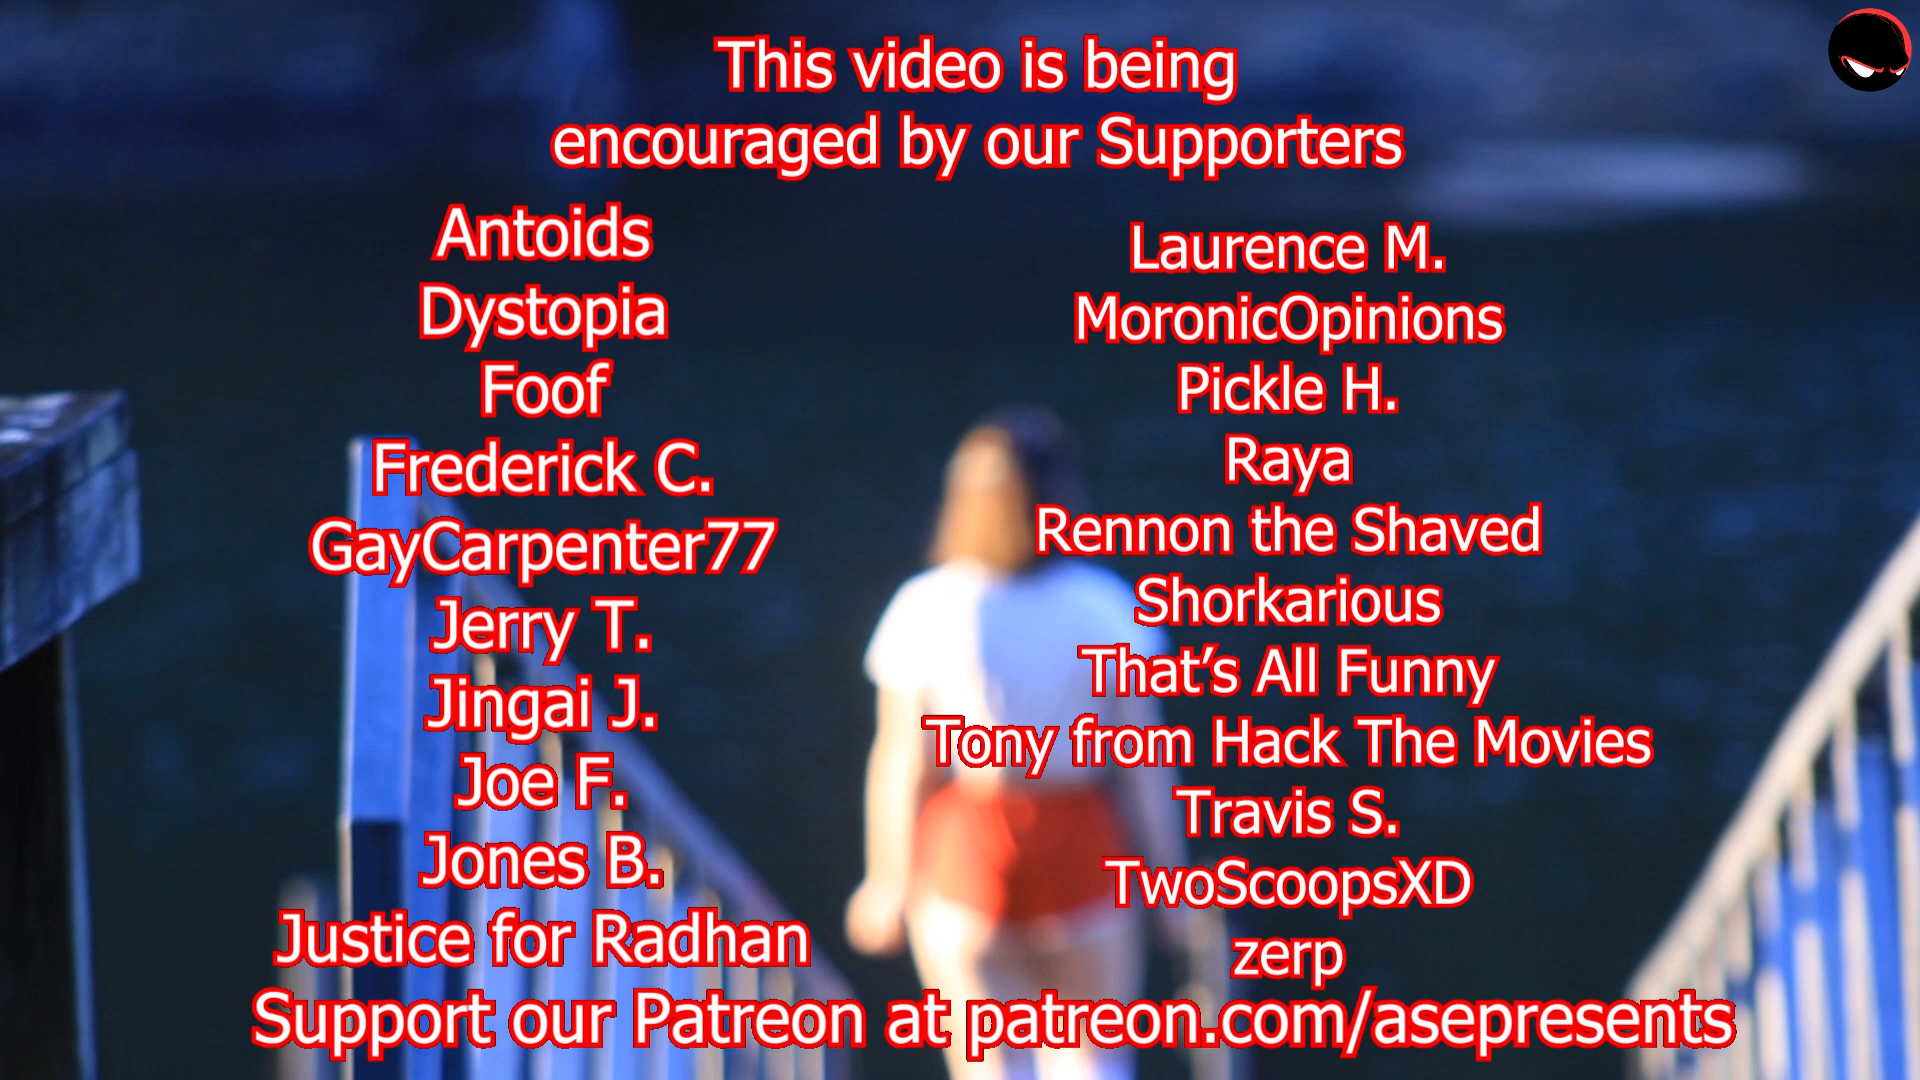 This video is being
encouraged by our Supporters
Antoids
Dystopia
Foof
Frederick C.
GayCarpenter77
Jerry T.
Jingai J.
Joe F.
Jones B.
Justice for Radhan
Laurence M.
MoronicOpinions
Pickle H.
Raya
Rennon the Shaved
Shorkarious
That’s All Funny
Tony from Hack The Movies
Travis S.
TwoScoopsXD
zerp
Support our Patreon at patreon.com/asepresents